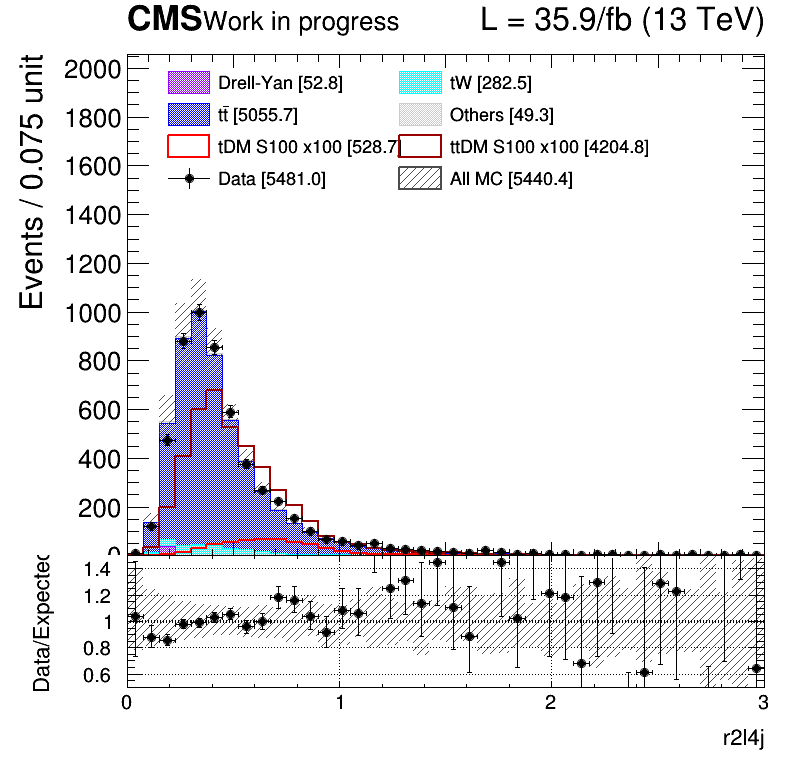 CMS Work in progress L = 35.9/fb (13 TeV)
Events / 0.075 unit
2000
1800
1600
1400
1200
1000
800
600
400
200
0
Drell-Yan [52.8] tW [282.5]
tt̄ [5055.7] Others [49.3]
tDM S100 x100 [528.7] ttDM S100 x100 [4204.8]
Data [5481.0] All MC [5440.4]
Data/Expected
1.4
1.2
1
0.8
0.6
0 1 2 3
r2l4j